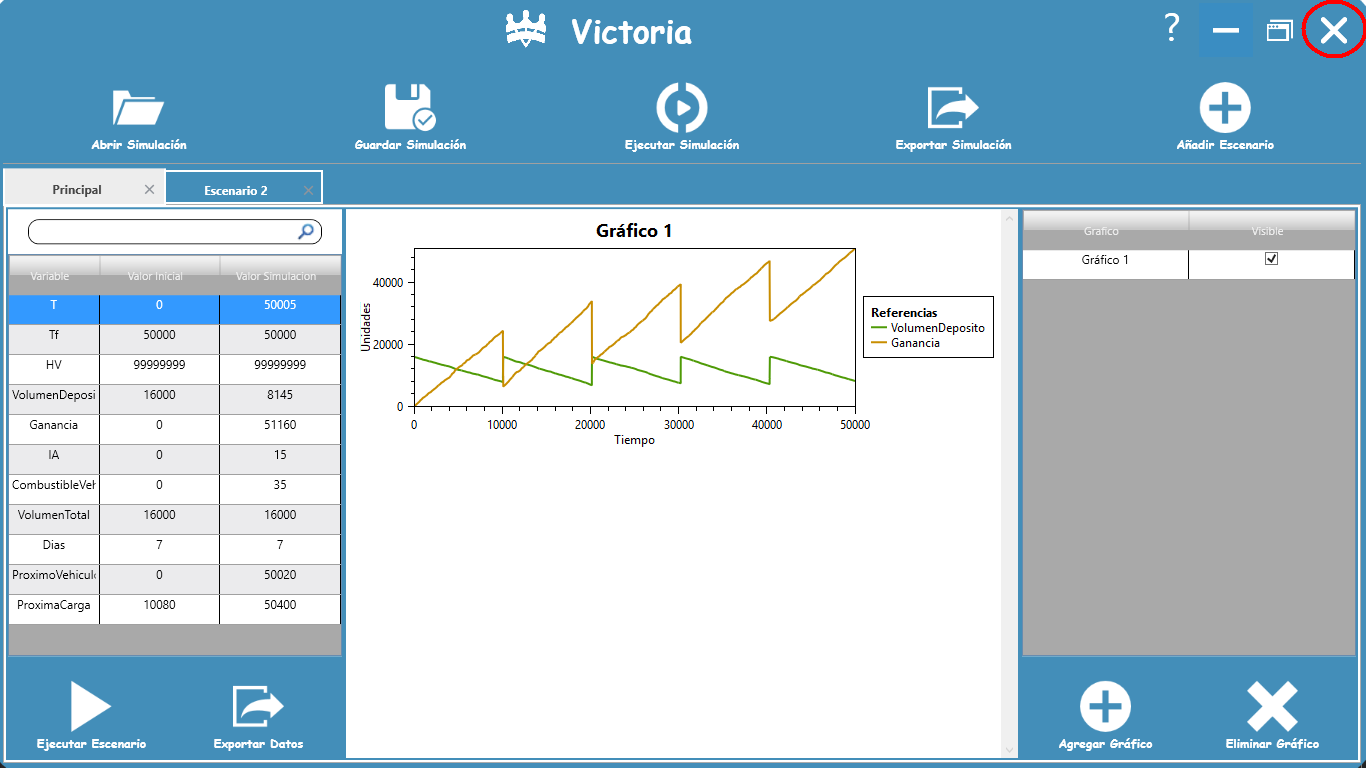 Victoria
?
Abrir Simulación
Guardar Simulación
Ejecutar Simulación
Exportar Simulación
Añadir Escenario
Principal
Escenario 2
Variable Valor Inicial Valor Simulacion
T 0 50005
Tf 50000 50000
HV 99999999 99999999
VolumenDeposi 16000 8145
Ganancia 0 51160
IA 0 15
CombustibleVeh 0 35
VolumenTotal 16000 16000
Dias 7 7
ProximoVehicul 0 50020
ProximaCarga 10080 50400
Ejecutar Escenario
Exportar Datos
Gráfico 1
Unidades
40000
20000
0
0 10000 20000 30000 40000 50000
Tiempo
Referencias
VolumenDeposito
Ganancia
Grafico Visible
Gráfico 1
Agregar Gráfico
Eliminar Gráfico